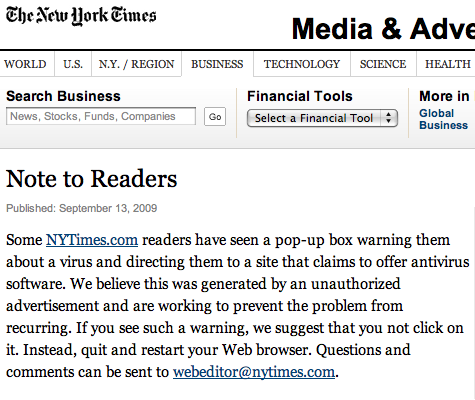 The New York Times
Media & Adve
WORLD U.S. N.Y. / REGION BUSINESS TECHNOLOGY SCIENCE HEALTH
Search Business Financial Tools More in
News, Stocks, Funds, Companies Go Select a Financial Tool Global
Business
Note to Readers
Published: September 13, 2009
Some NYTimes.com readers have seen a pop-up box warning them
about a virus and directing them to a site that claims to offer antivirus
software. We believe this was generated by an unauthorized
advertisement and are working to prevent the problem from
recurring. If you see such a warning, we suggest that you not click on
it. Instead, quit and restart your Web browser. Questions and
comments can be sent to webeditor@nytimes.com.